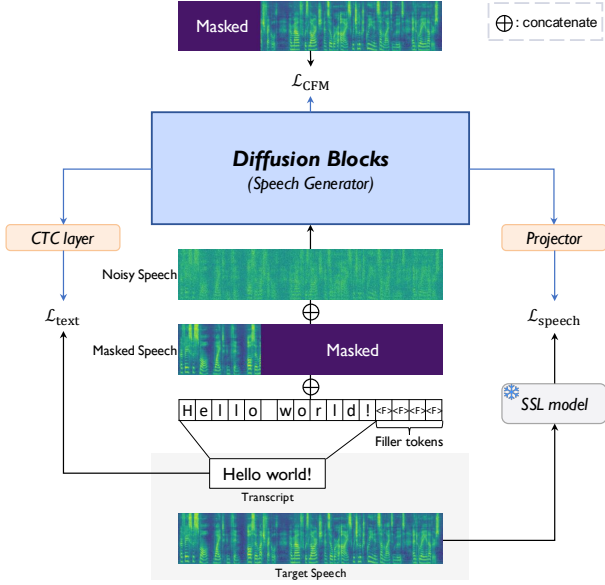 Masked
⊕: concatenate
ℒCFM
Diffusion Blocks
(Speech Generator)
CTC layer
Projector
Noisy Speech
⊕
ℒtext
ℒspeech
Masked Speech
Masked
⊕
SSL model
H e l l o w o r l d ! <F> <F> <F> <F>
Filler tokens
Hello world!
Transcript
Target Speech